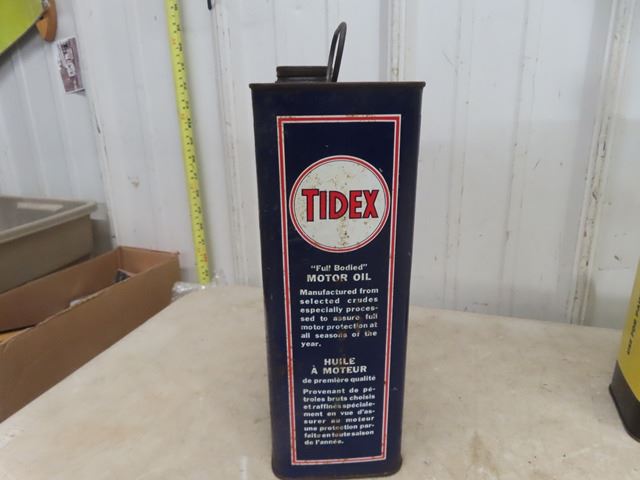 TIDEX
"Full Bodied"
MOTOR OIL
Manufactured from
selected crudes
especially proces-
sed to assure full
motor protection at
all seasons of the
year.
HUILE
À MOTEUR
de première qualité
Provenant de pé-
troles bruts choisis
et raffinés spéciale-
ment en vue d'as-
surer au moteur
une protection par-
faite en toute saison
de l'année.